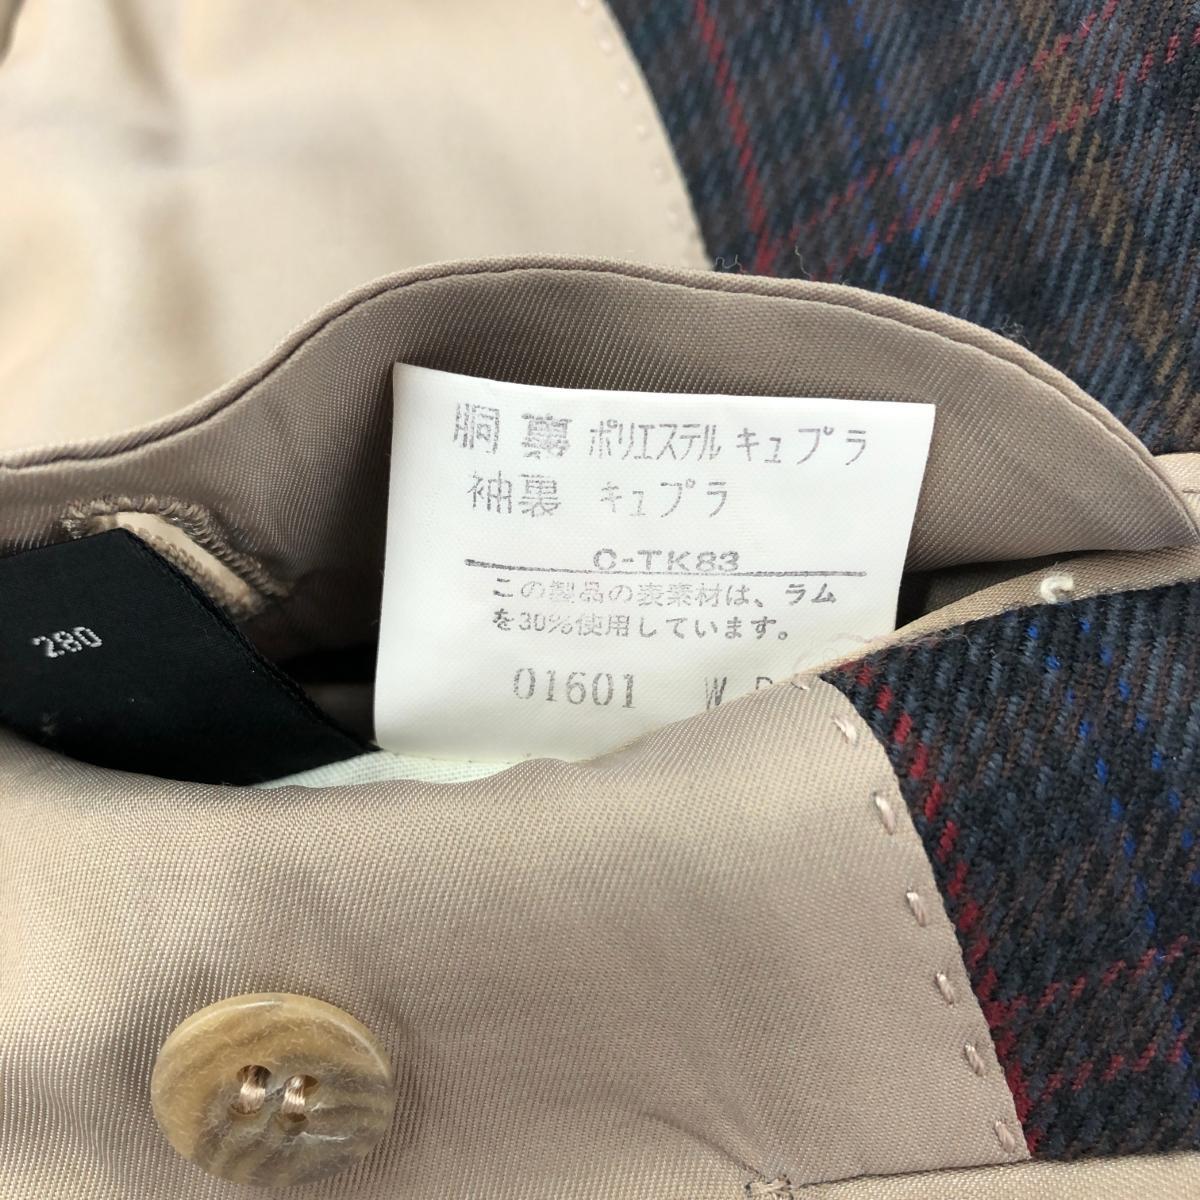 胴裏 ポリエステル キュプラ
袖裏 キュプラ
C-TK83
この製品の表素材は、ラム
を30%使用しています。
01601 W
280